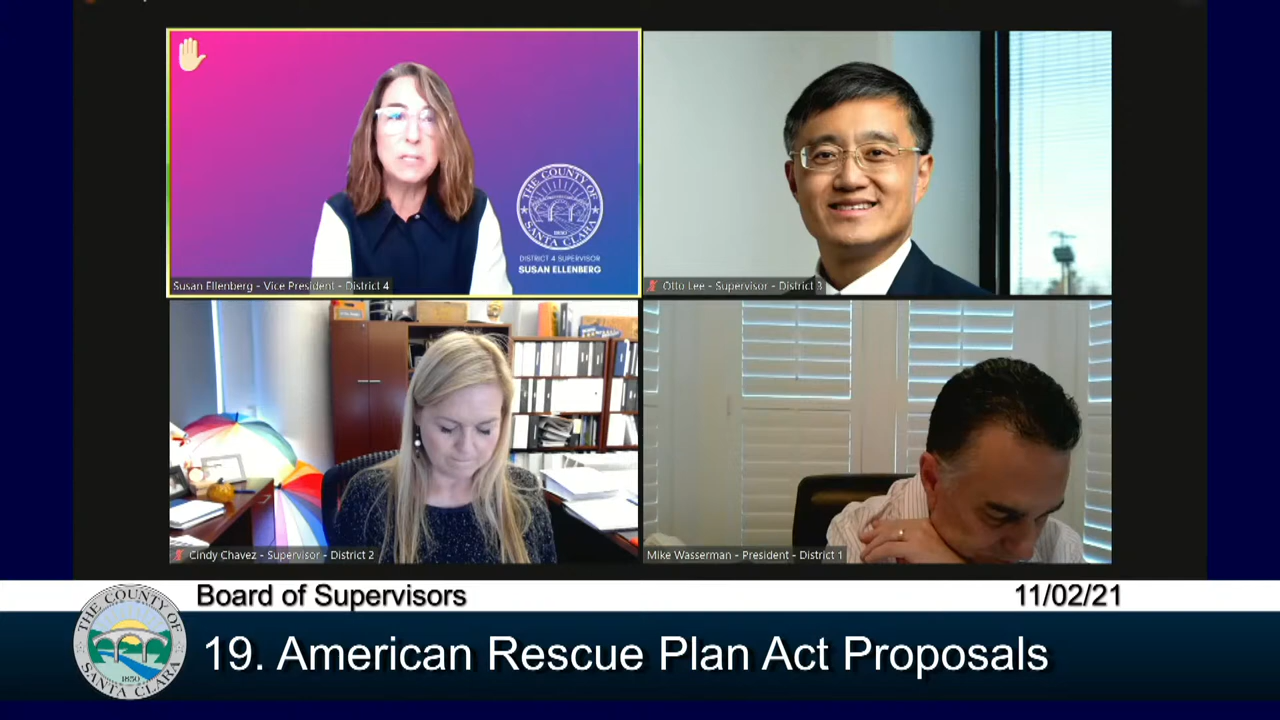 THE COUNTY OF
SANTA CLARA
1850
DISTRICT 4 SUPERVISOR
SUSAN ELLENBERG
Susan Ellenberg - Vice President - District 4
Otto Lee - Supervisor - District 3
Cindy Chavez - Supervisor - District 2
Mike Wasserman - President - District 1
Board of Supervisors
11/02/21
THE COUNTY OF
SANTA CLARA
1850
19. American Rescue Plan Act Proposals